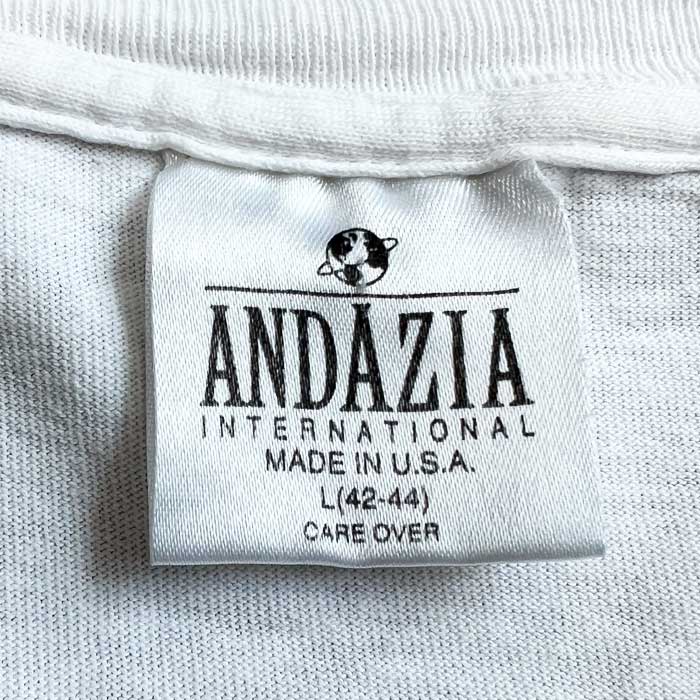 ANDAZIA
INTERNATIONAL
MADE IN U.S.A.
L(42-44)
CARE OVER